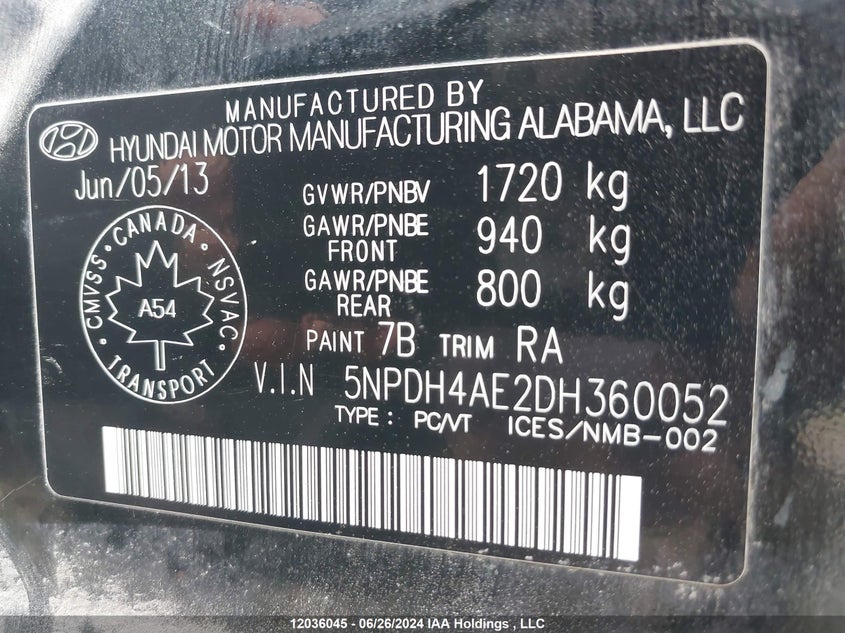 MANUFACTURED BY
HYUNDAI MOTOR MANUFACTURING ALABAMA, LLC
Jun/05/13
GVWR/PNBV 1720 kg
GAWR/PNBE FRONT 940 kg
GAWR/PNBE REAR 800 kg
CMVSS · CANADA · NSVAC ·
A54
TRANSPORT
PAINT 7B TRIM RA
V.I.N 5NPDH4AE2DH360052
TYPE : PC/VT ICES/NMB-002
12036045 - 06/26/2024 IAA Holdings , LLC